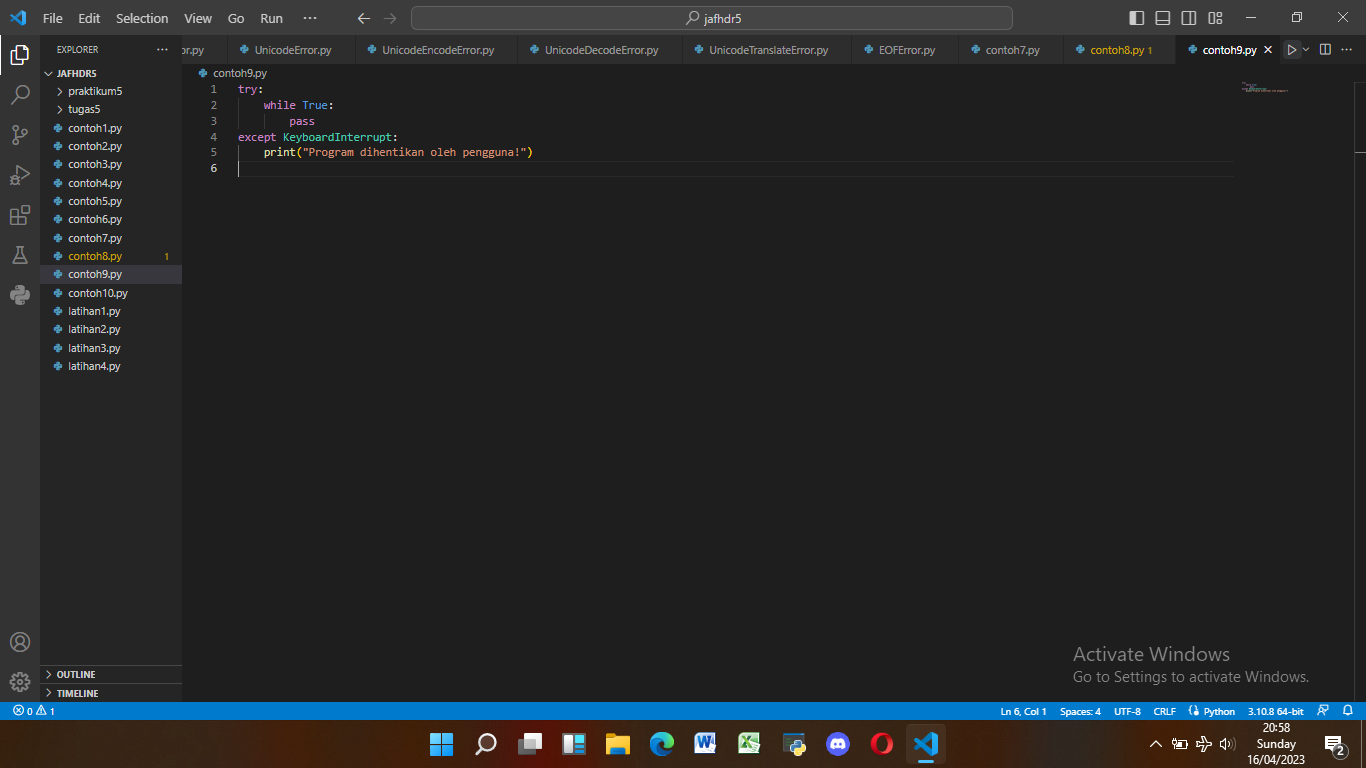 File Edit Selection View Go Run ··· jafhdr5
EXPLORER ···
or.py UnicodeError.py UnicodeEncodeError.py UnicodeDecodeError.py UnicodeTranslateError.py EOFError.py contoh7.py contoh8.py 1 contoh9.py
JAFHDR5
praktikum5
tugas5
contoh1.py
contoh2.py
contoh3.py
contoh4.py
contoh5.py
contoh6.py
contoh7.py
contoh8.py 1
contoh9.py
contoh10.py
latihan1.py
latihan2.py
latihan3.py
latihan4.py
OUTLINE
TIMELINE
contoh9.py
1 try:
2 while True:
3 pass
4 except KeyboardInterrupt:
5 print("Program dihentikan oleh pengguna!")
6
Activate Windows
Go to Settings to activate Windows.
0 1 Ln 6, Col 1 Spaces: 4 UTF-8 CRLF Python 3.10.8 64-bit
20:58
Sunday
16/04/2023
2